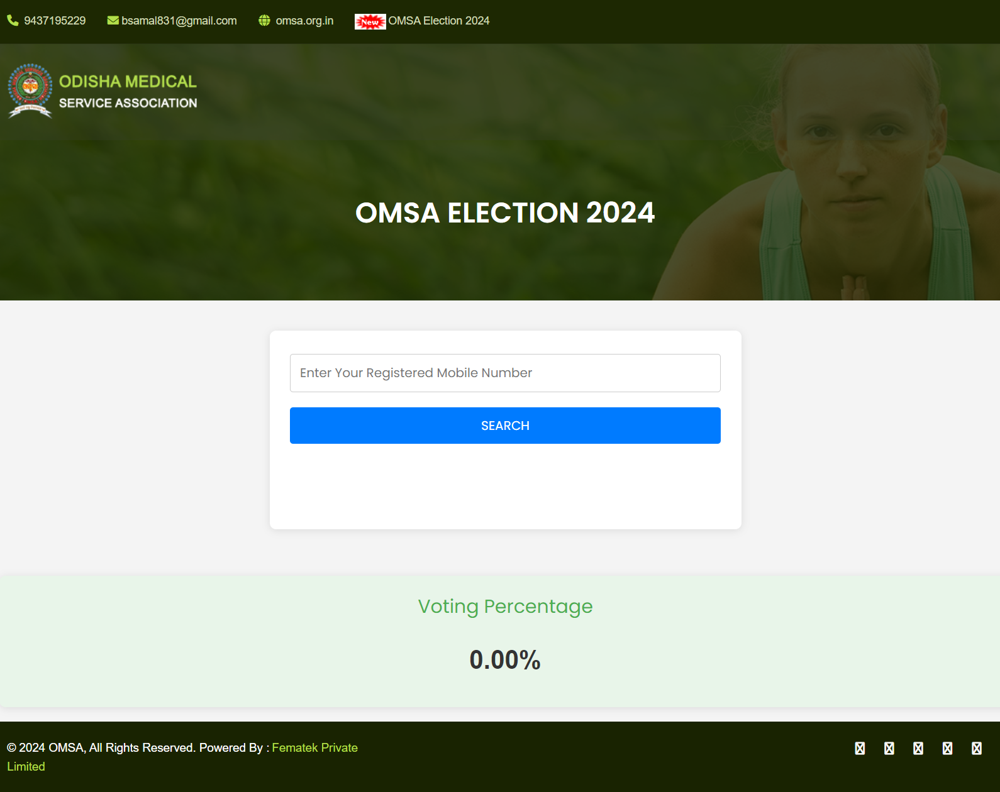 9437195229 bsamal831@gmail.com omsa.org.in New OMSA Election 2024
ODISHA MEDICAL
SERVICE ASSOCIATION
OMSA ELECTION 2024
Enter Your Registered Mobile Number
SEARCH
Voting Percentage
0.00%
© 2024 OMSA, All Rights Reserved. Powered By : Fematek Private
Limited